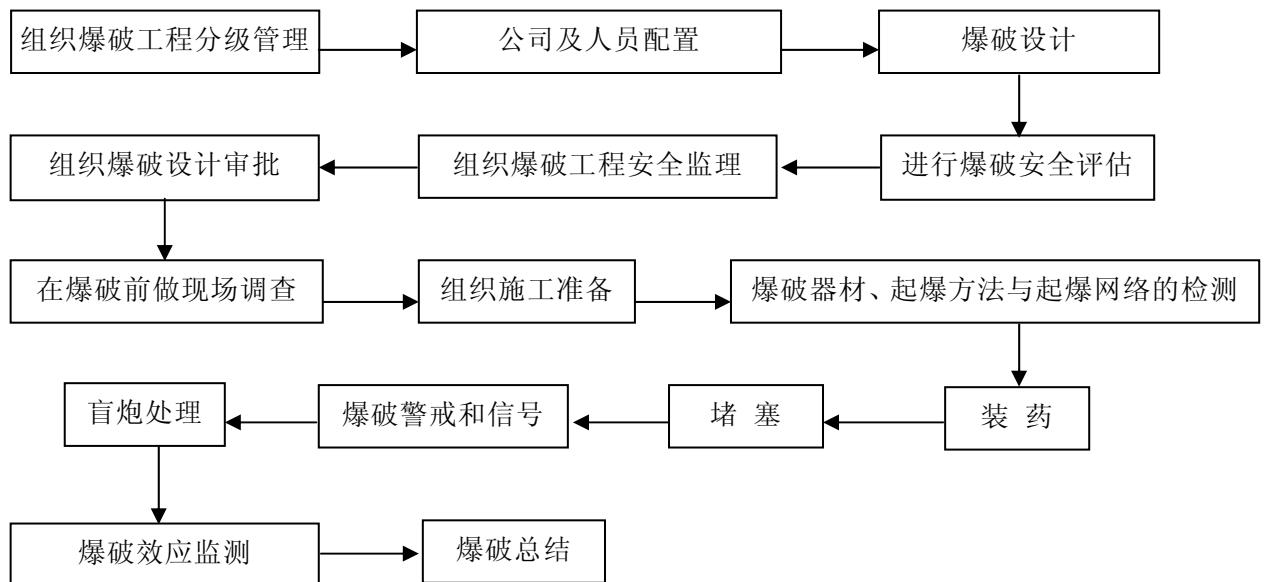 组织爆破工程分级管理
公司及人员配置
爆破设计
进行爆破安全评估
组织爆破工程安全监理
组织爆破设计审批
在爆破前做现场调查
组织施工准备
爆破器材、起爆方法与起爆网络的检测
装 药
堵 塞
爆破警戒和信号
盲炮处理
爆破效应监测
爆破总结